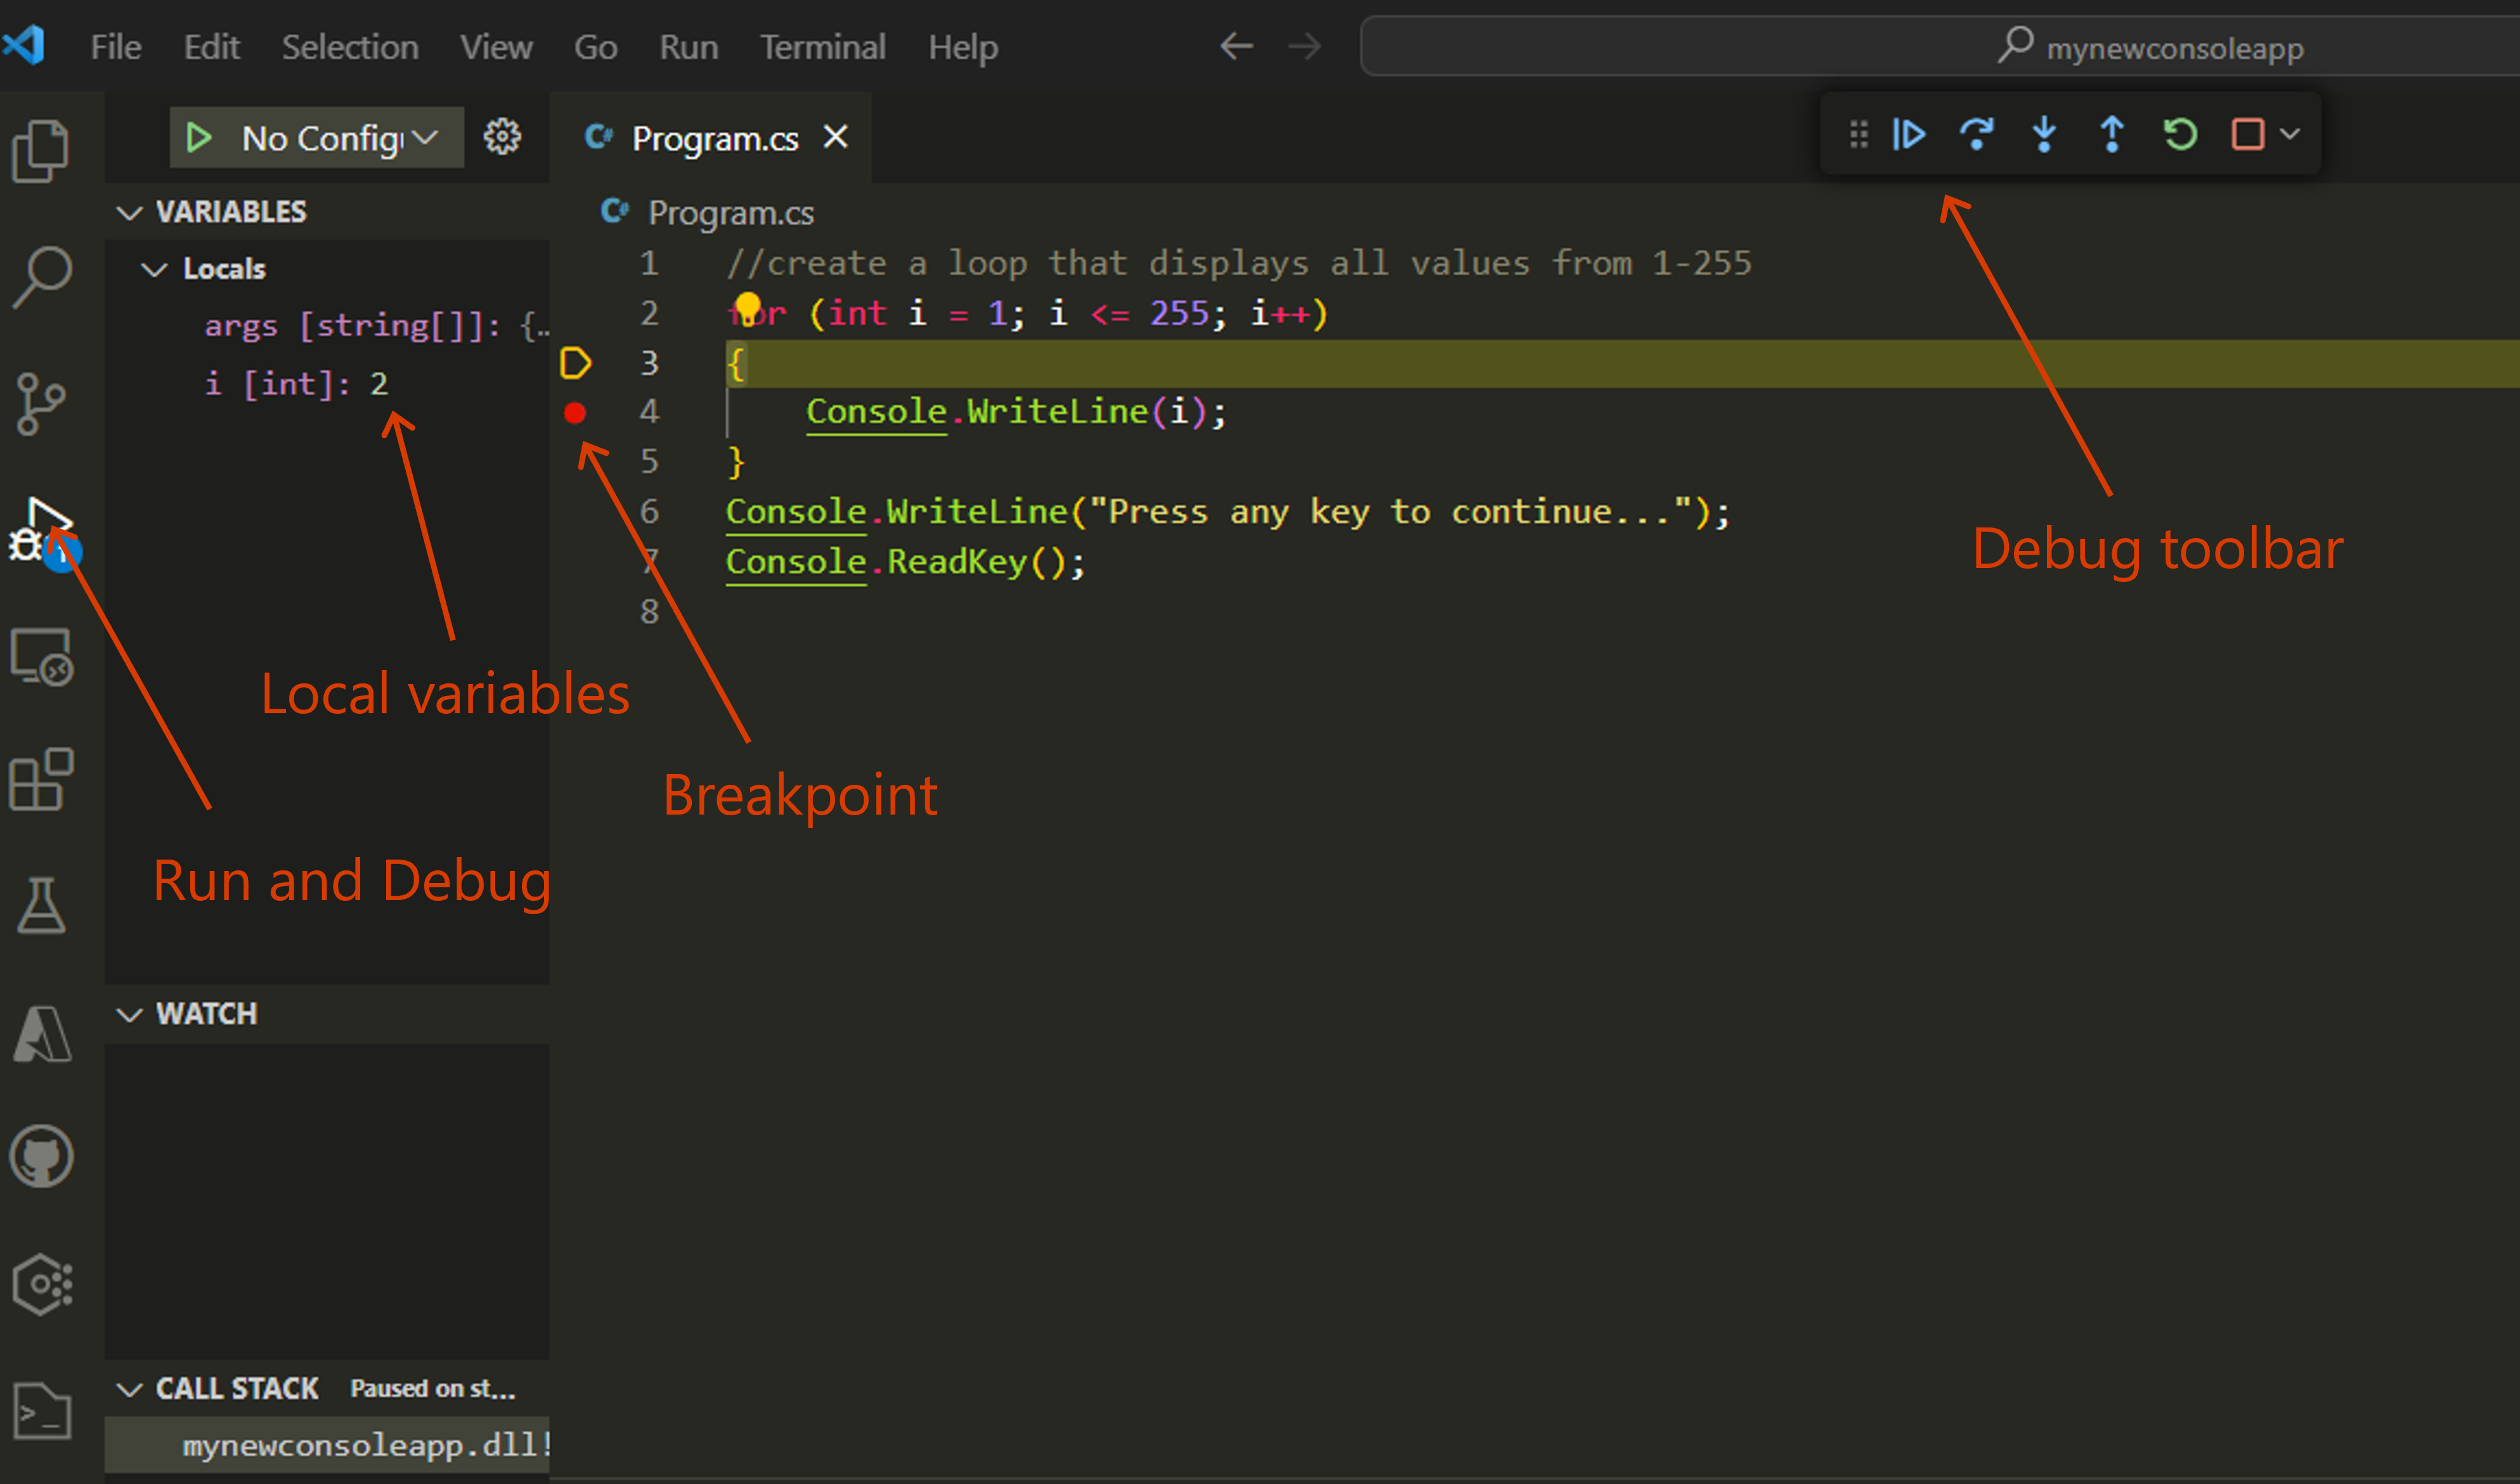 File Edit Selection View Go Run Terminal Help
mynewconsoleapp
No Config
Program.cs
VARIABLES
Locals
args [string[]]: {…
i [int]: 2
Local variables
Run and Debug
WATCH
CALL STACK Paused on st...
mynewconsoleapp.dll!
Program.cs
1 //create a loop that displays all values from 1-255
2 for (int i = 1; i <= 255; i++)
3 {
4 Console.WriteLine(i);
5 }
6 Console.WriteLine("Press any key to continue...");
7 Console.ReadKey();
8
Breakpoint
Debug toolbar